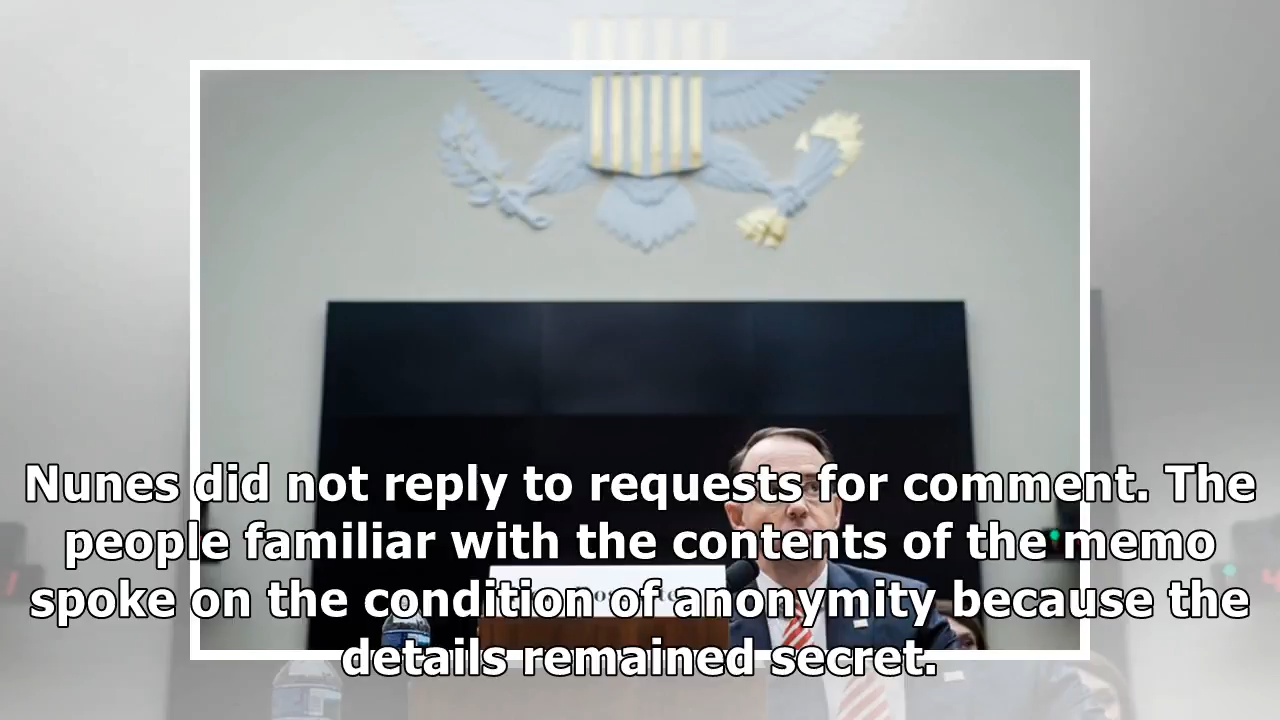 Nunes did not reply to requests for comment. The
people familiar with the contents of the memo
spoke on the condition of anonymity because the
details remained secret.